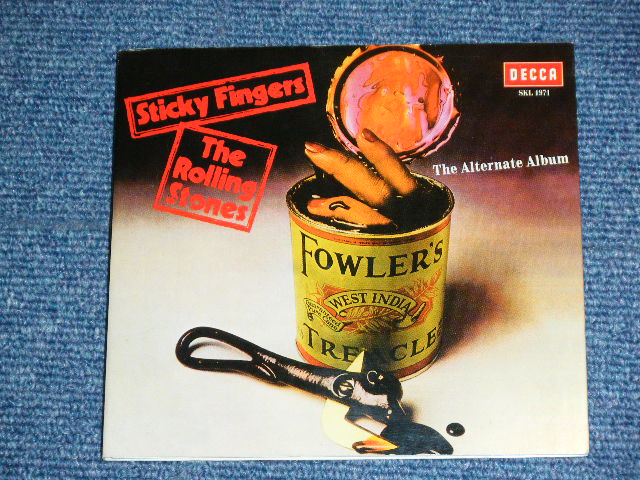 Sticky Fingers
The
Rolling
Stones
DECCA
SKL 1971
The Alternate Album
FOWLER'S
WEST INDIA
TREACLE